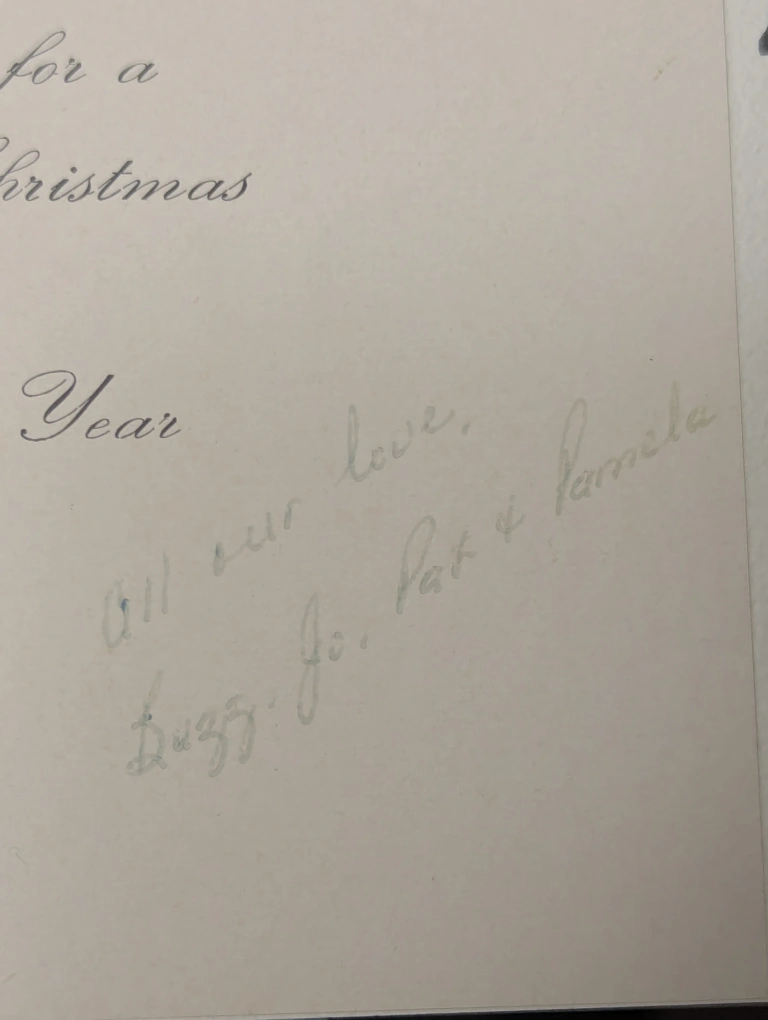 for a
hristmas
Year
All our love,
Buzz, Jo, Pat & Pamela